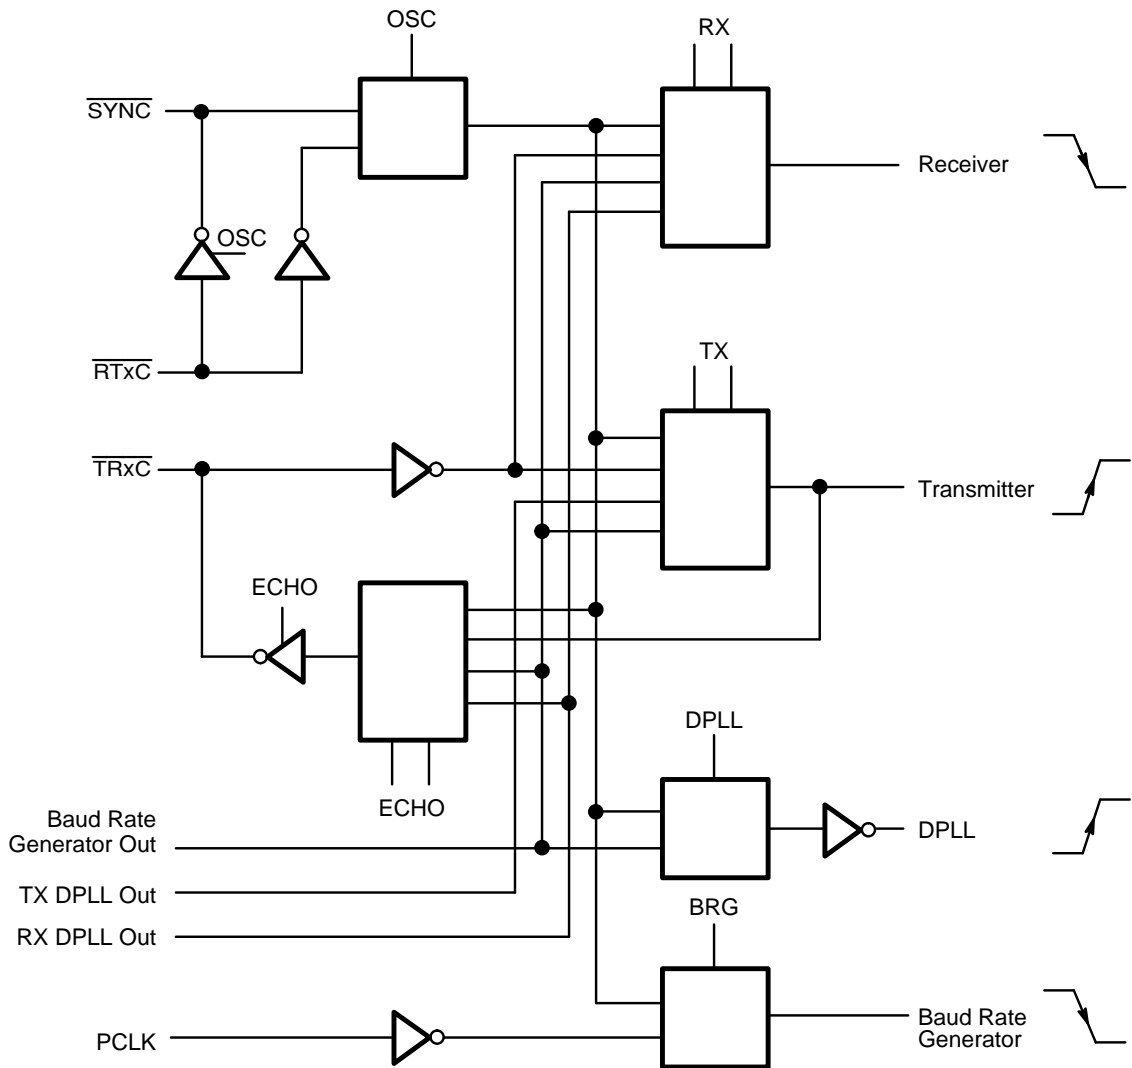 OSC
RX
SYNC
Receiver
OSC
RTxC
TX
TRxC
Transmitter
ECHO
DPLL
ECHO
Baud Rate
Generator Out
DPLL
TX DPLL Out
BRG
RX DPLL Out
PCLK
Baud Rate
Generator